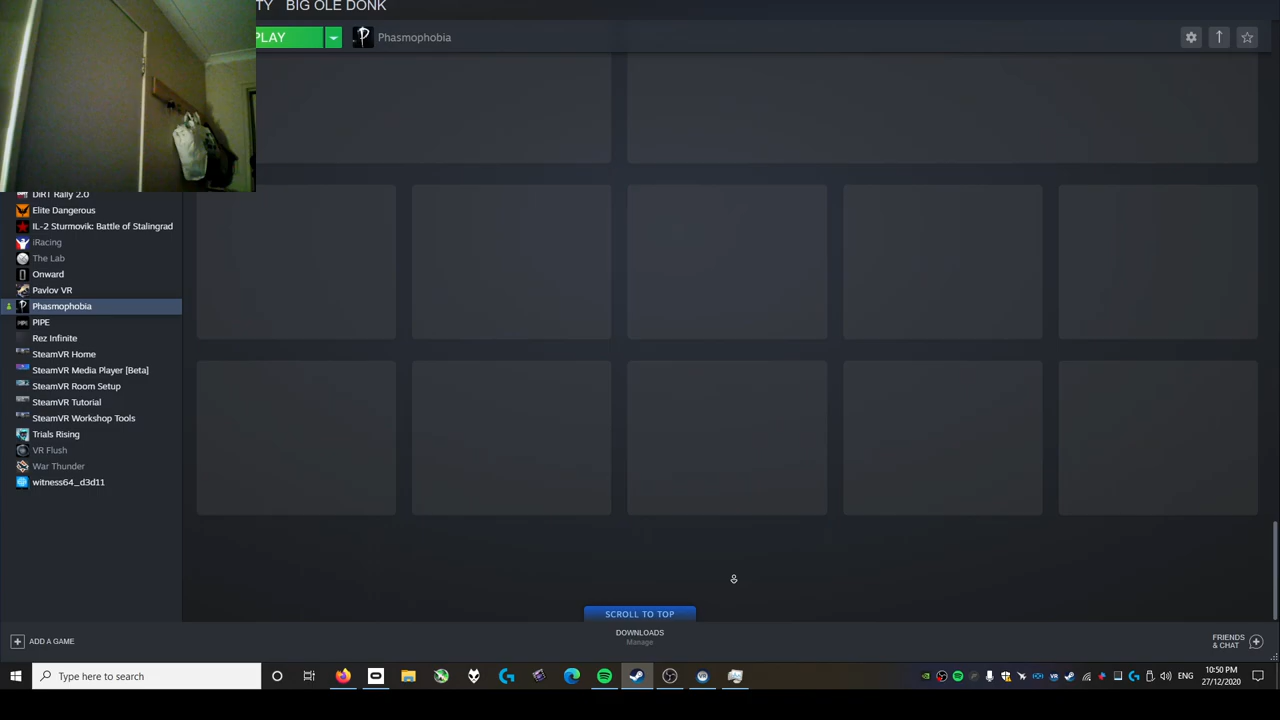 TY BIG OLE DONK
PLAY
Phasmophobia
DiRT Rally 2.0
Elite Dangerous
IL-2 Sturmovik: Battle of Stalingrad
iRacing
The Lab
Onward
Pavlov VR
Phasmophobia
PIPE
Rez Infinite
SteamVR Home
SteamVR Media Player [Beta]
SteamVR Room Setup
SteamVR Tutorial
SteamVR Workshop Tools
Trials Rising
VR Flush
War Thunder
witness64_d3d11
SCROLL TO TOP
ADD A GAME
DOWNLOADS
Manage
FRIENDS
& CHAT
Type here to search
ENG
10:50 PM
27/12/2020